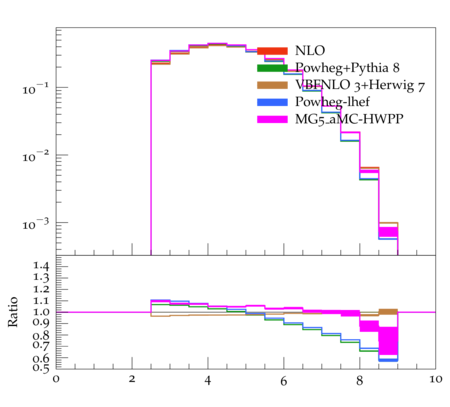 NLO
Powheg+Pythia 8
VBFNLO 3+Herwig 7
Powheg-lhef
MG5_aMC-HWPP
10⁻¹
10⁻²
10⁻³
1.4
1.3
1.2
1.1
1.0
0.9
0.8
0.7
0.6
0.5
Ratio
0 2 4 6 8 10